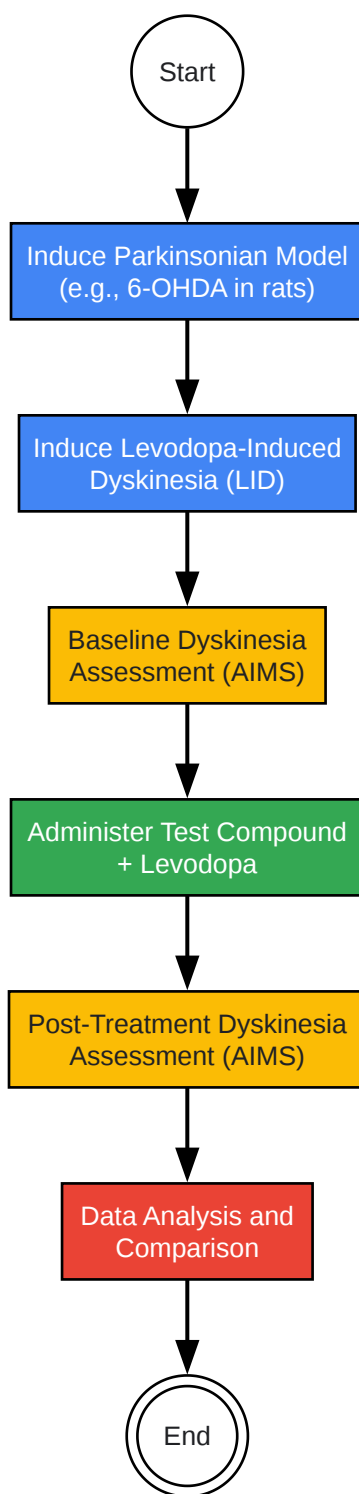 Start
Induce Parkinsonian Model
(e.g., 6-OHDA in rats)
Induce Levodopa-Induced
Dyskinesia (LID)
Baseline Dyskinesia
Assessment (AIMS)
Administer Test Compound
+ Levodopa
Post-Treatment Dyskinesia
Assessment (AIMS)
Data Analysis and
Comparison
End